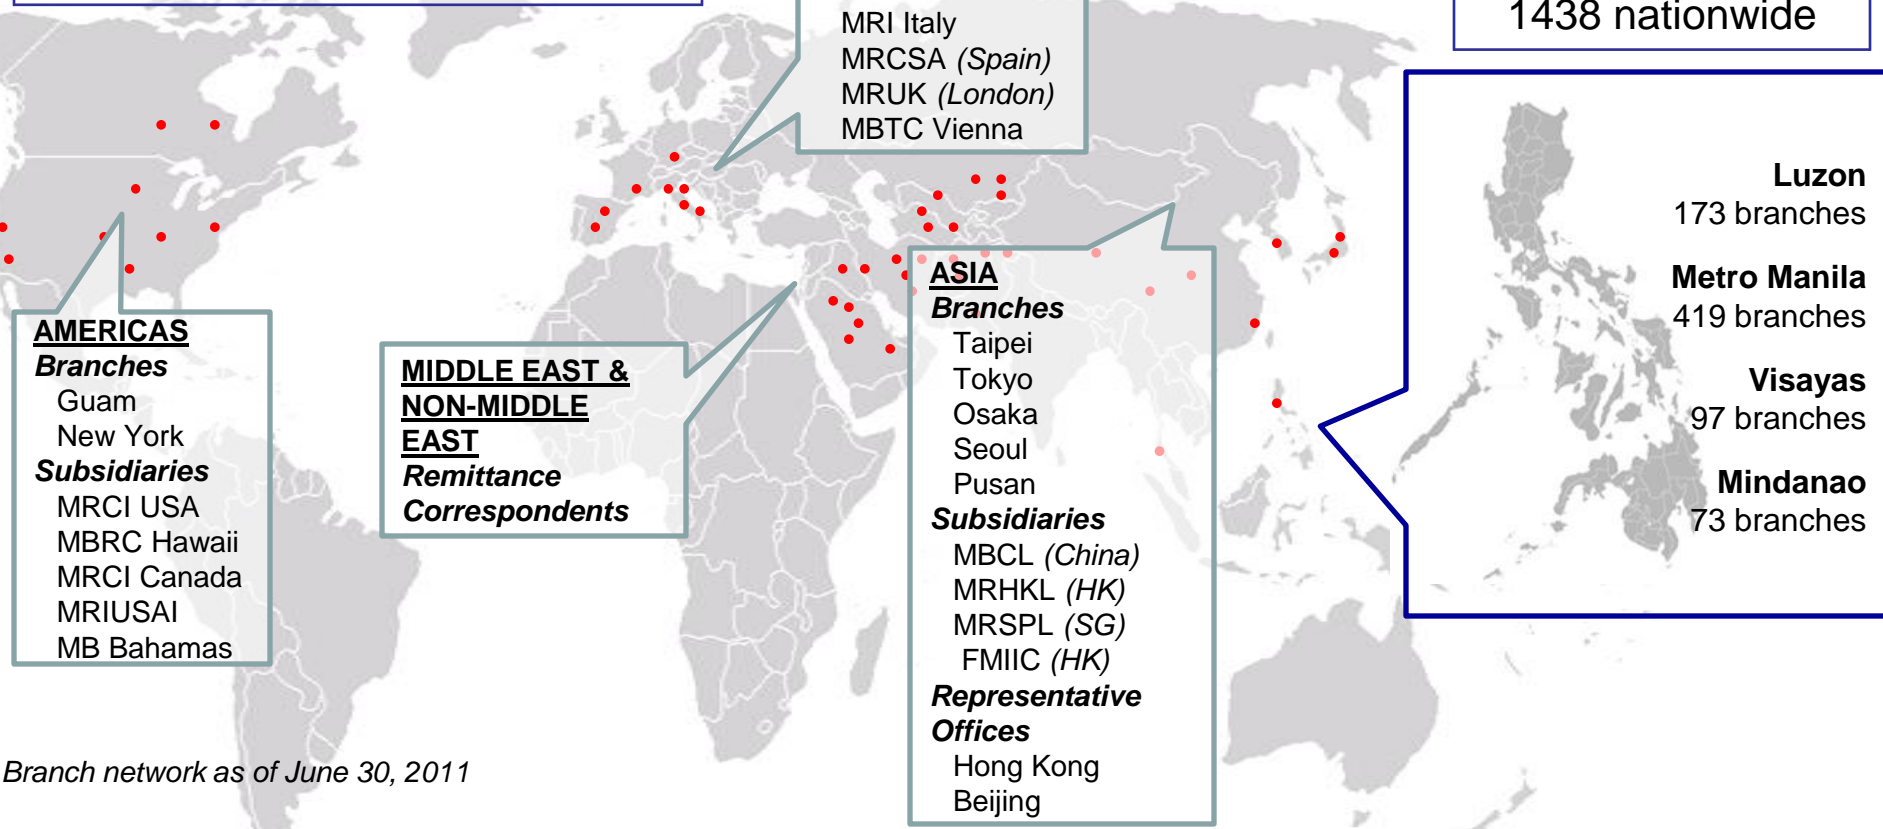 MRI Italy
MRCSA (Spain)
MRUK (London)
MBTC Vienna
1438 nationwide
Luzon
173 branches
Metro Manila
419 branches
Visayas
97 branches
Mindanao
73 branches
AMERICAS
Branches
Guam
New York
Subsidiaries
MRCI USA
MBRC Hawaii
MRCI Canada
MRIUSAI
MB Bahamas
MIDDLE EAST &
NON-MIDDLE
EAST
Remittance
Correspondents
ASIA
Branches
Taipei
Tokyo
Osaka
Seoul
Pusan
Subsidiaries
MBCL (China)
MRHKL (HK)
MRSPL (SG)
FMIIC (HK)
Representative
Offices
Hong Kong
Beijing
Branch network as of June 30, 2011